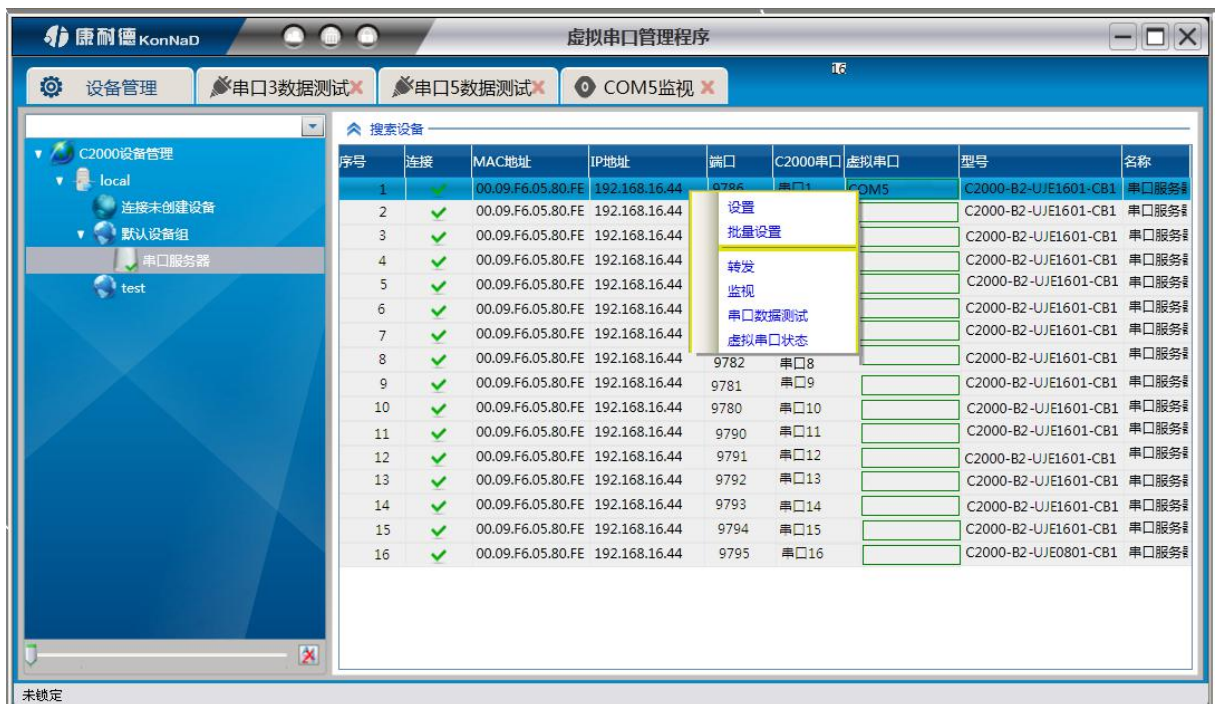 康耐德 KonNaD 虚拟串口管理程序
16
设备管理 串口3数据测试 串口5数据测试 COM5监视
搜索设备
C2000设备管理
local
连接未创建设备
默认设备组
串口服务器
test
序号 连接 MAC地址 IP地址 端口 C2000串口 虚拟串口 型号 名称
1 00.09.F6.05.80.FE 192.168.16.44 9786 串口1 COM5 C2000-B2-UJE1601-CB1 串口服务器
2 00.09.F6.05.80.FE 192.168.16.44 C2000-B2-UJE1601-CB1 串口服务器
3 00.09.F6.05.80.FE 192.168.16.44 C2000-B2-UJE1601-CB1 串口服务器
4 00.09.F6.05.80.FE 192.168.16.44 C2000-B2-UJE1601-CB1 串口服务器
5 00.09.F6.05.80.FE 192.168.16.44 C2000-B2-UJE1601-CB1 串口服务器
6 00.09.F6.05.80.FE 192.168.16.44 C2000-B2-UJE1601-CB1 串口服务器
7 00.09.F6.05.80.FE 192.168.16.44 C2000-B2-UJE1601-CB1 串口服务器
8 00.09.F6.05.80.FE 192.168.16.44 9782 串口8 C2000-B2-UJE1601-CB1 串口服务器
9 00.09.F6.05.80.FE 192.168.16.44 9781 串口9 C2000-B2-UJE1601-CB1 串口服务器
10 00.09.F6.05.80.FE 192.168.16.44 9780 串口10 C2000-B2-UJE1601-CB1 串口服务器
11 00.09.F6.05.80.FE 192.168.16.44 9790 串口11 C2000-B2-UJE1601-CB1 串口服务器
12 00.09.F6.05.80.FE 192.168.16.44 9791 串口12 C2000-B2-UJE1601-CB1 串口服务器
13 00.09.F6.05.80.FE 192.168.16.44 9792 串口13 C2000-B2-UJE1601-CB1 串口服务器
14 00.09.F6.05.80.FE 192.168.16.44 9793 串口14 C2000-B2-UJE1601-CB1 串口服务器
15 00.09.F6.05.80.FE 192.168.16.44 9794 串口15 C2000-B2-UJE1601-CB1 串口服务器
16 00.09.F6.05.80.FE 192.168.16.44 9795 串口16 C2000-B2-UJE0801-CB1 串口服务器
设置
批量设置
转发
监视
串口数据测试
虚拟串口状态
未锁定